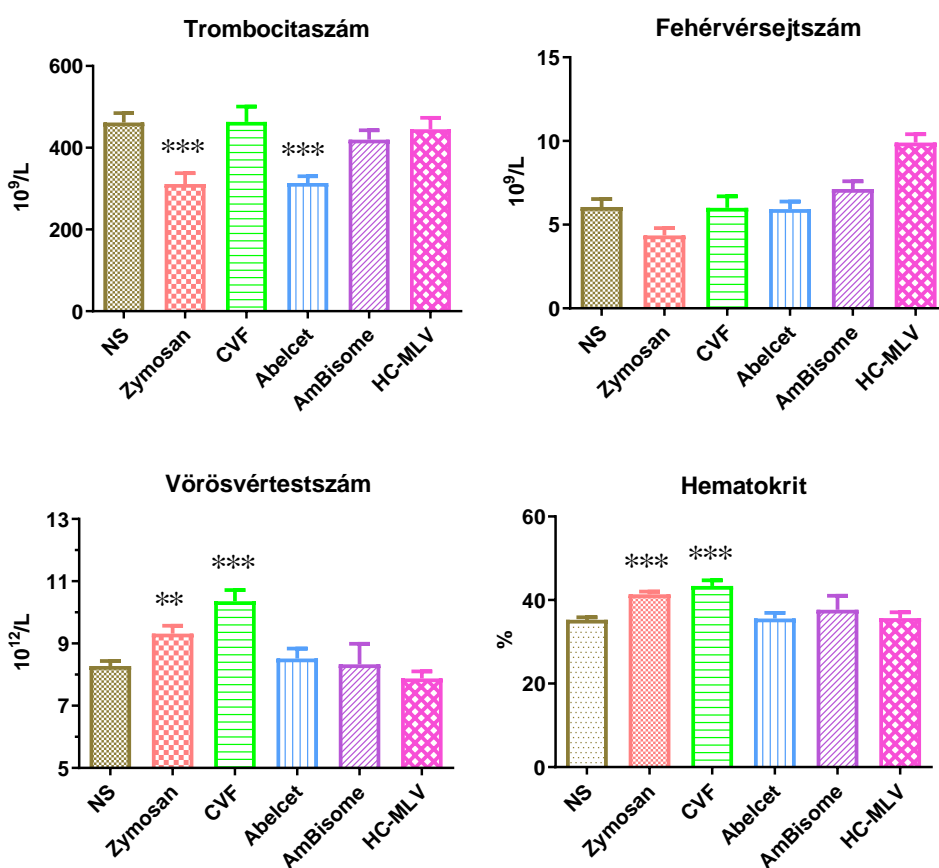 Trombocitaszám
600
400
200
0
10⁹/L
***
***
NS
Zymosan
CVF
Abelcet
AmBisome
HC-MLV
Fehérvérsejtszám
15
10
5
0
10⁹/L
NS
Zymosan
CVF
Abelcet
AmBisome
HC-MLV
Vörösvértestszám
13
11
9
7
5
10¹²/L
**
***
NS
Zymosan
CVF
Abelcet
AmBisome
HC-MLV
Hematokrit
60
40
20
0
%
***
***
NS
Zymosan
CVF
Abelcet
AmBisome
HC-MLV